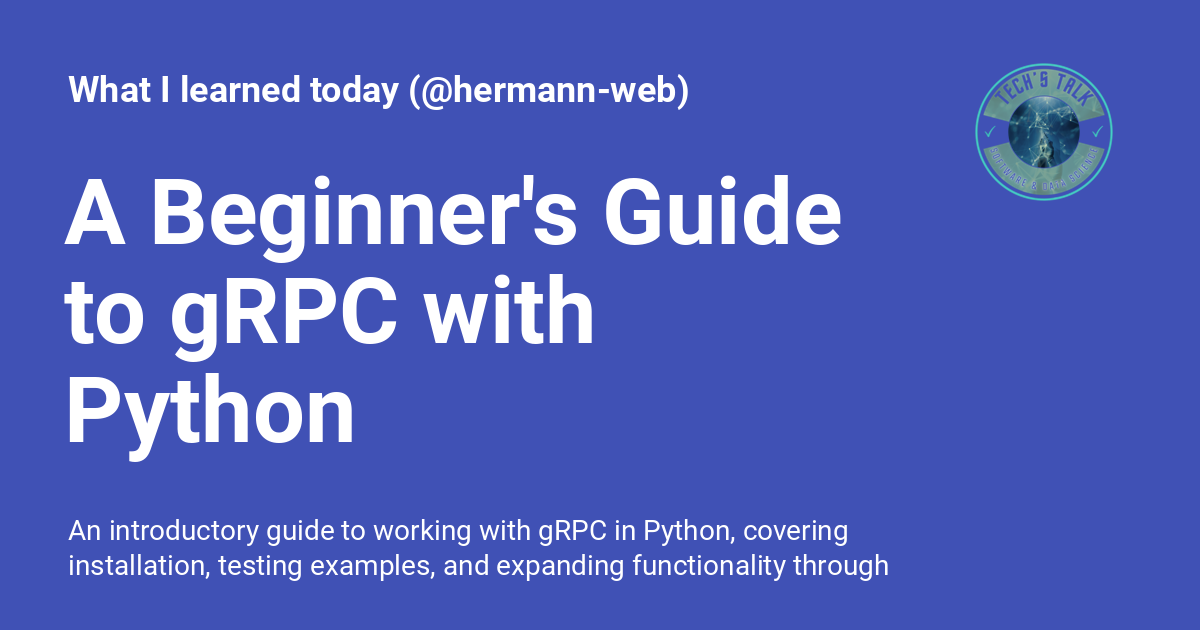 What I learned today (@hermann-web)
TECH'S TALK
A Beginner's Guide
to gRPC with
Python
SOFTWARE & DATA SCIENCE
An introductory guide to working with gRPC in Python, covering
installation, testing examples, and expanding functionality through